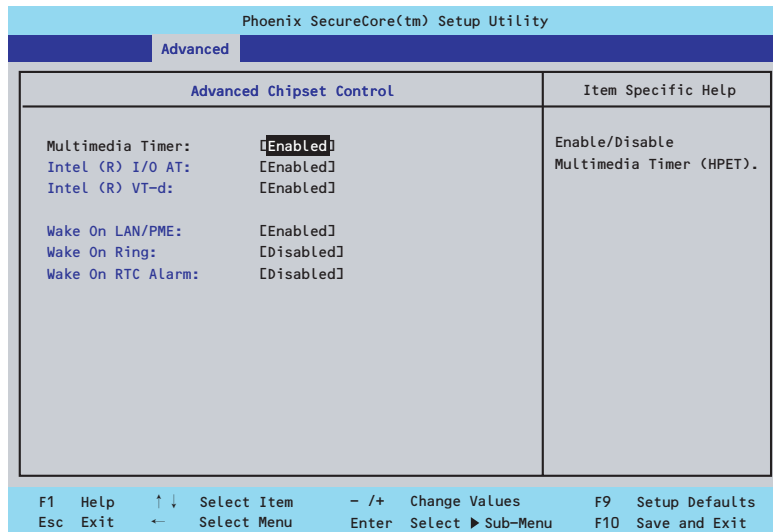 Phoenix SecureCore(tm) Setup Utility
Advanced
Advanced Chipset Control
Item Specific Help
Multimedia Timer: [Enabled]
Intel (R) I/O AT: [Enabled]
Intel (R) VT-d: [Enabled]
Wake On LAN/PME: [Enabled]
Wake On Ring: [Disabled]
Wake On RTC Alarm: [Disabled]
Enable/Disable
Multimedia Timer (HPET).
F1 Help ↑↓ Select Item - /+ Change Values F9 Setup Defaults
Esc Exit ← Select Menu Enter Select ▶ Sub-Menu F10 Save and Exit